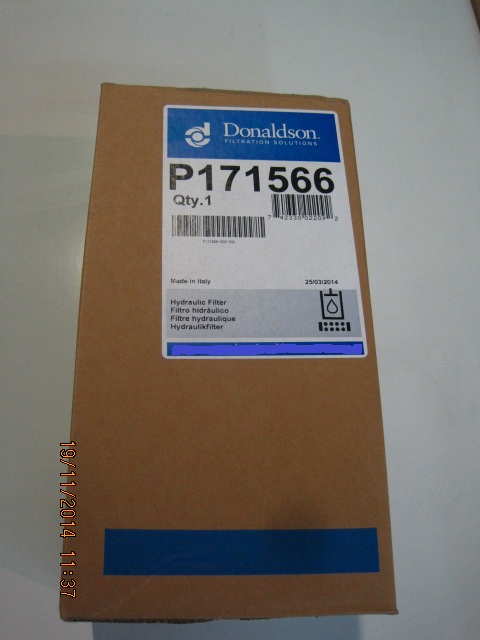 Donaldson.
FILTRATION SOLUTIONS
P171566
Qty.1
Made in Italy
25/03/2014
Hydraulic Filter
Filtro hidráulico
Filtre hydraulique
Hydraulikfilter
19/11/2014 11:37